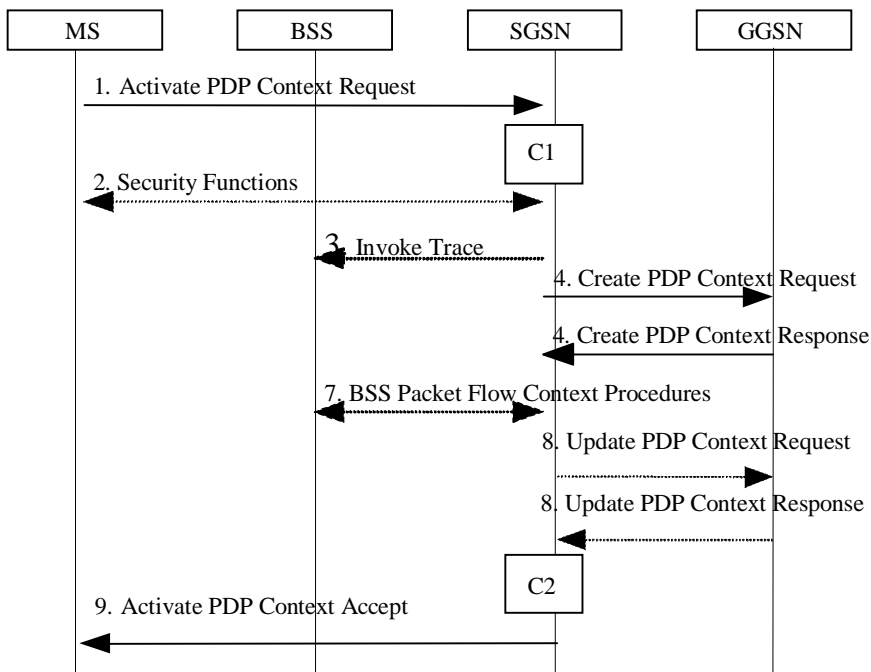 MS BSS SGSN GGSN
1. Activate PDP Context Request
C1
2. Security Functions
3. Invoke Trace
4. Create PDP Context Request
4. Create PDP Context Response
7. BSS Packet Flow Context Procedures
8. Update PDP Context Request
8. Update PDP Context Response
C2
9. Activate PDP Context Accept